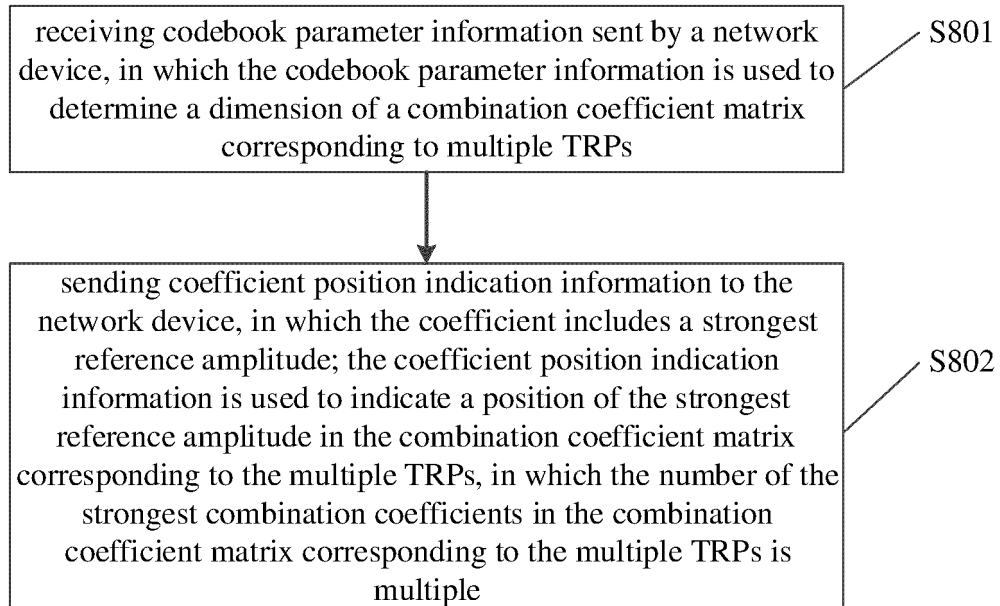 receiving codebook parameter information sent by a network
device, in which the codebook parameter information is used to
determine a dimension of a combination coefficient matrix
corresponding to multiple TRPs
S801
sending coefficient position indication information to the
network device, in which the coefficient includes a strongest
reference amplitude; the coefficient position indication
information is used to indicate a position of the strongest
reference amplitude in the combination coefficient matrix
corresponding to the multiple TRPs, in which the number of the
strongest combination coefficients in the combination
coefficient matrix corresponding to the multiple TRPs is
multiple
S802